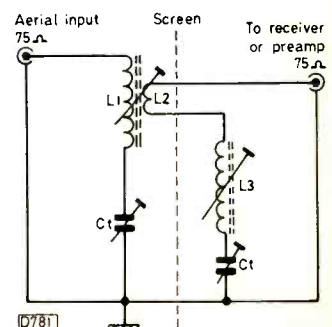 Aerial input
75Ω
Screen
To receiver
or preamp
75Ω
L1
L2
L3
Ct
Ct
D781